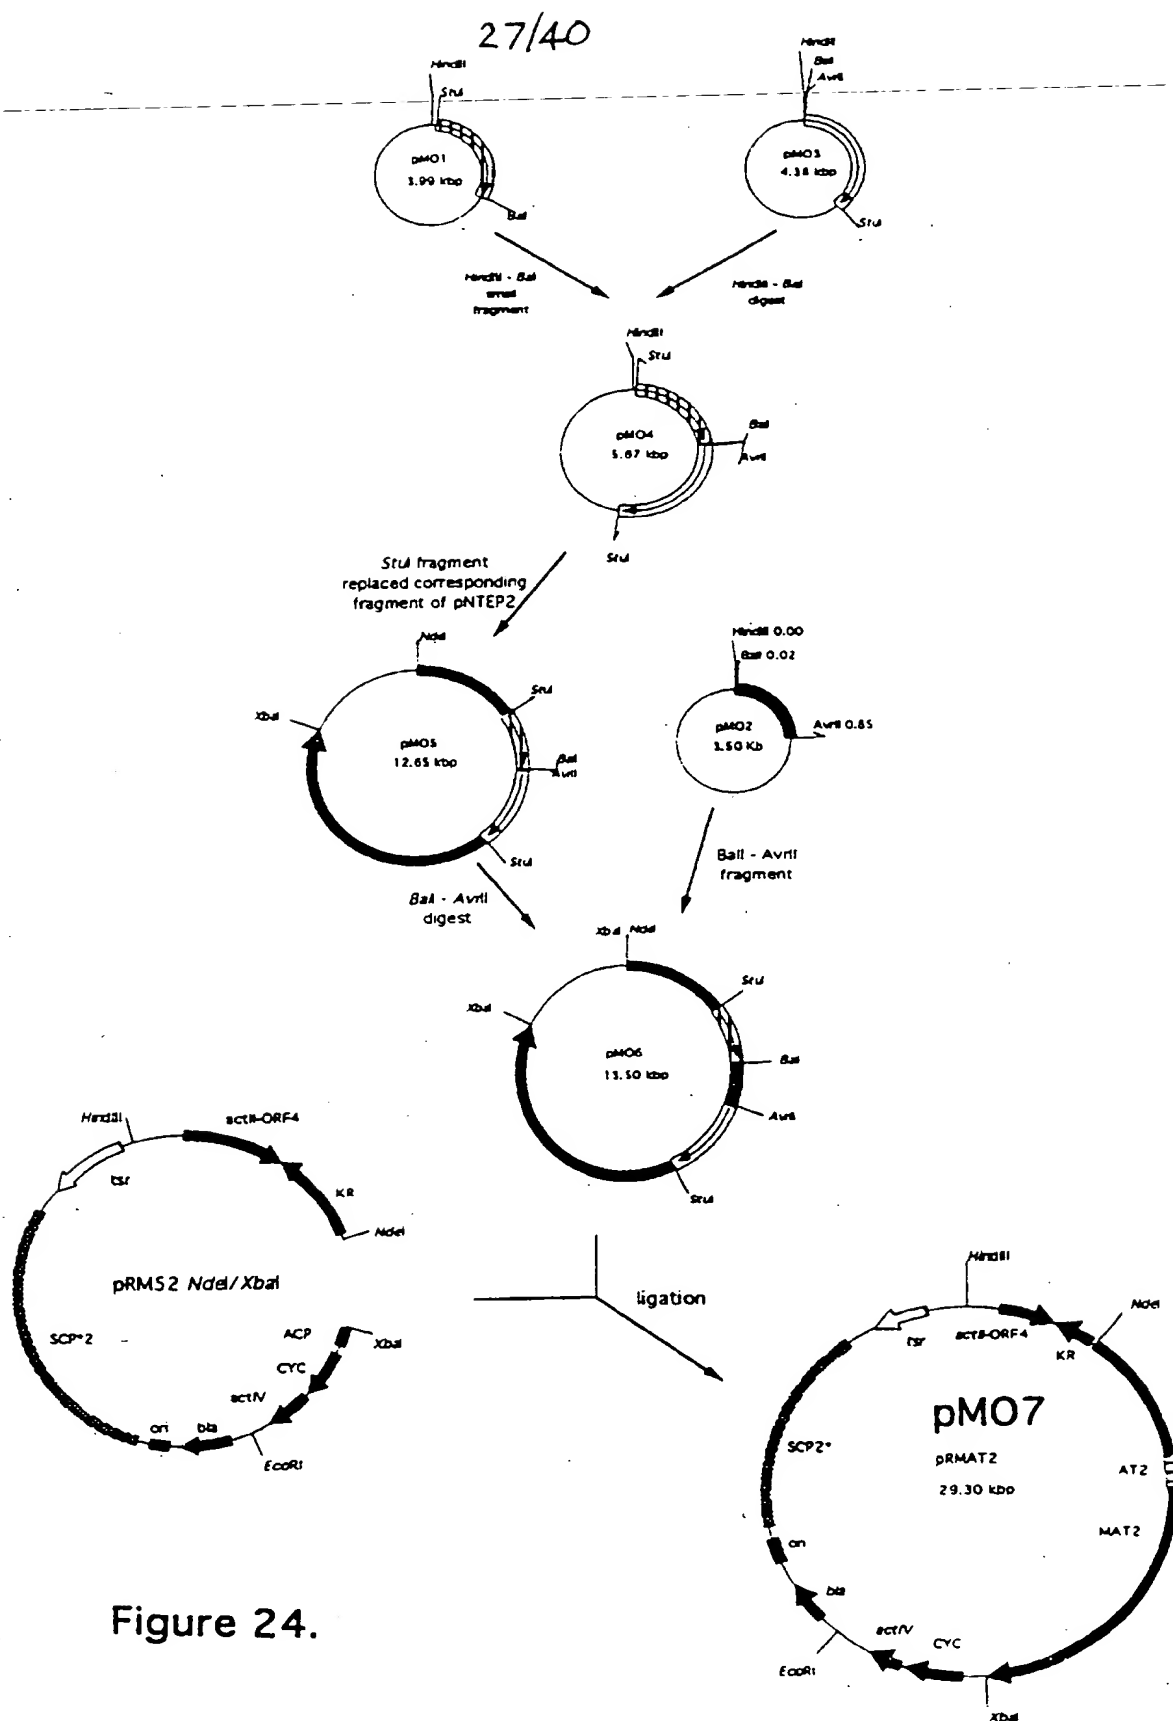 27/40
HindIII
StuI
pMO1
3.99 kbp
BalI
HindIII
BalI
AvrII
pMO3
4.38 kbp
StuI
HindIII - BalI
small
fragment
HindIII - BalI
digest
HindIII
StuI
pMO4
5.67 kbp
BalI
AvrII
StuI
StuI fragment
replaced corresponding
fragment of pNTEP2
NdeI
StuI
XbaI
pMO5
12.65 kbp
BalI
AvrII
StuI
HindIII 0.00
BalI 0.02
pMO2
3.50 Kb
AvrII 0.85
BalI - AvrII
digest
BalI - AvrII
fragment
XbaI NdeI
StuI
XbaI
pMO6
13.50 kbp
BalI
AvrII
StuI
HindIII
actII-ORF4
tsr
KR
NdeI
pRM52 NdeI/XbaI
SCP*2
ACP
XbaI
CYC
actIV
ori
bla
EcoRI
ligation
HindIII
NdeI
tsr
actII-ORF4
KR
pMO7
pRMAT2
29.30 kbp
SCP2*
AT2
MAT2
ori
bla
actIV
CYC
EcoRI
XbaI
Figure 24.